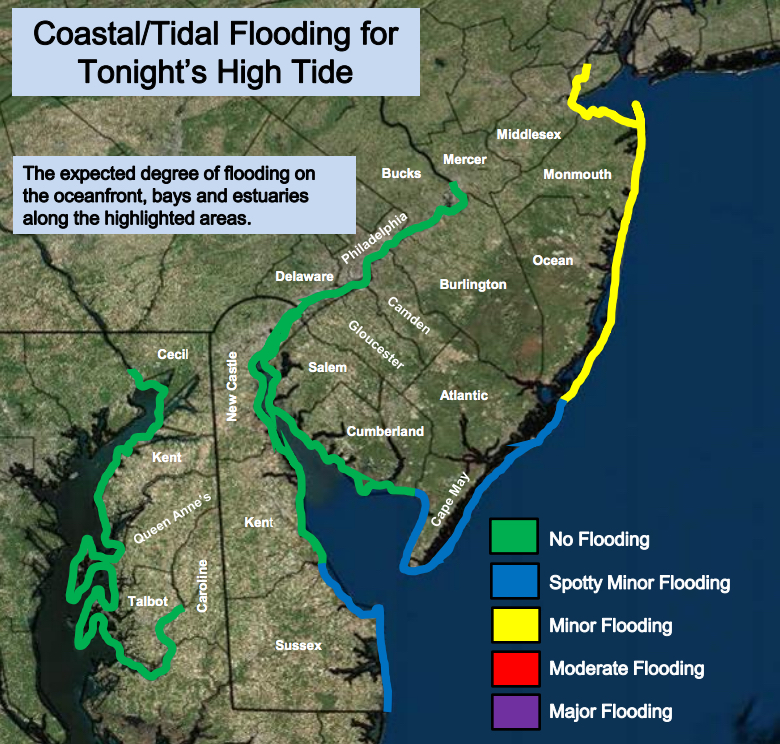 Coastal/Tidal Flooding for
Tonight’s High Tide
The expected degree of flooding on
the oceanfront, bays and estuaries
along the highlighted areas.
Middlesex
Mercer
Bucks
Monmouth
Philadelphia
Ocean
Delaware
Burlington
Camden
Gloucester
Cecil
Salem
New Castle
Atlantic
Cumberland
Kent
Cape May
Queen Anne's
Kent
Caroline
Talbot
Sussex
No Flooding
Spotty Minor Flooding
Minor Flooding
Moderate Flooding
Major Flooding